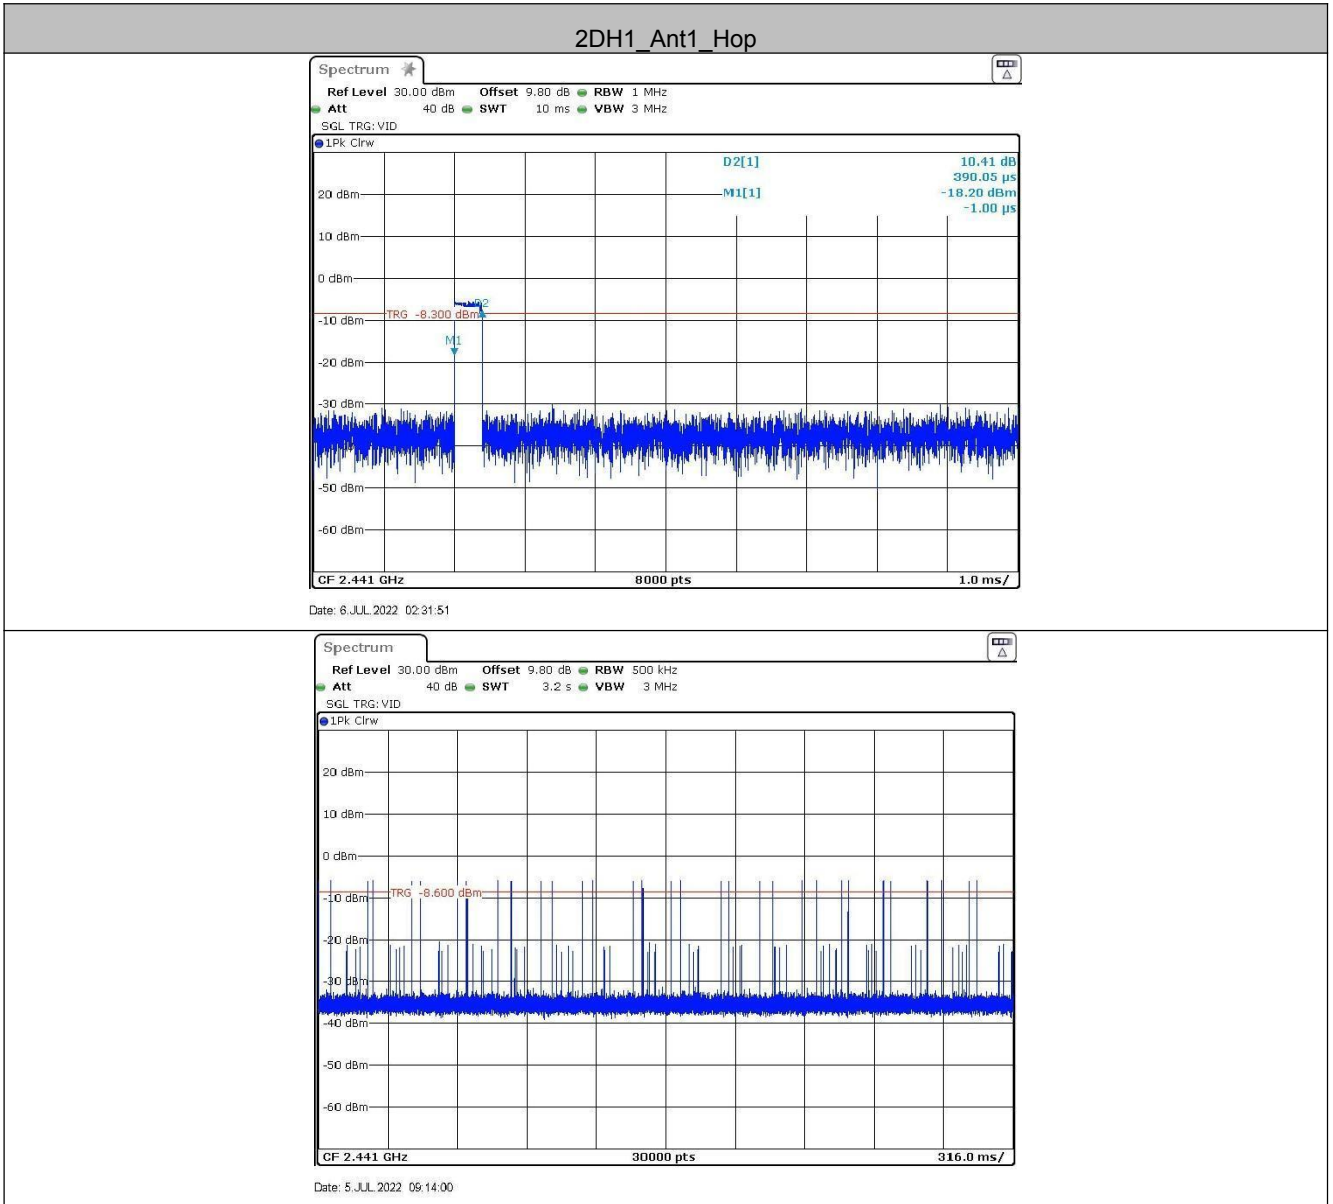 2DH1_Ant1_Hop
Spectrum
Ref Level 30.00 dBm Offset 9.80 dB RBW 1 MHz
Att 40 dB SWT 10 ms VBW 3 MHz
SGL TRG: VID
1Pk Clrw
D2[1] 10.41 dB
390.05 µs
20 dBm M1[1] -18.20 dBm
-1.00 µs
10 dBm
0 dBm
D2
TRG -8.300 dBm
-10 dBm
M1
-20 dBm
-30 dBm
-50 dBm
-60 dBm
CF 2.441 GHz 8000 pts 1.0 ms/
Date: 6.JUL.2022 02:31:51
Spectrum
Ref Level 30.00 dBm Offset 9.80 dB RBW 500 kHz
Att 40 dB SWT 3.2 s VBW 3 MHz
SGL TRG: VID
1Pk Clrw
20 dBm
10 dBm
0 dBm
TRG -8.600 dBm
-10 dBm
-20 dBm
-30 dBm
-40 dBm
-50 dBm
-60 dBm
CF 2.441 GHz 30000 pts 316.0 ms/
Date: 5.JUL.2022 09:14:00